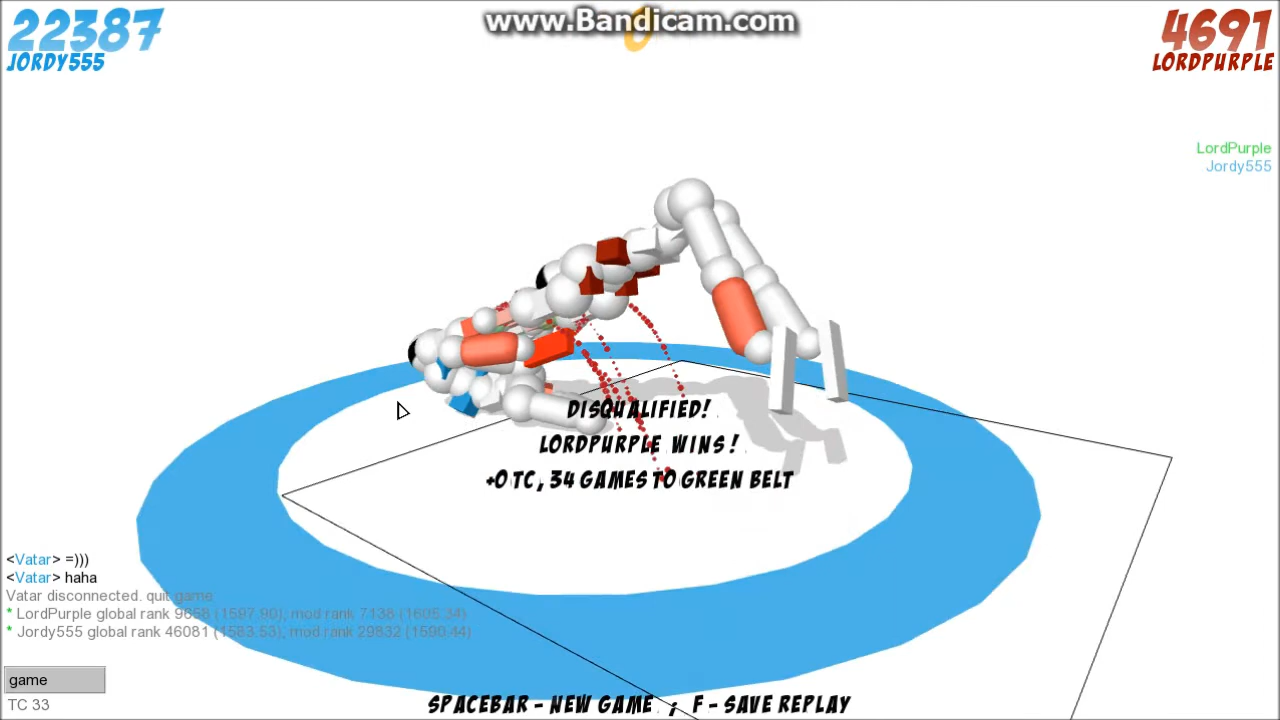 www.Bandicam.com
22387
JORDY555
0
4691
LORDPURPLE
LordPurple
Jordy555
DISQUALIFIED!
LORDPURPLE WINS!
+0 TC, 34 GAMES TO GREEN BELT
<Vatar> =)))
<Vatar> haha
Vatar disconnected. quit game
* LordPurple global rank 9658 (1597.90), mod rank 7138 (1605.34)
* Jordy555 global rank 46081 (1583.53), mod rank 29832 (1590.44)
game
TC 33
SPACEBAR - NEW GAME ; F - SAVE REPLAY